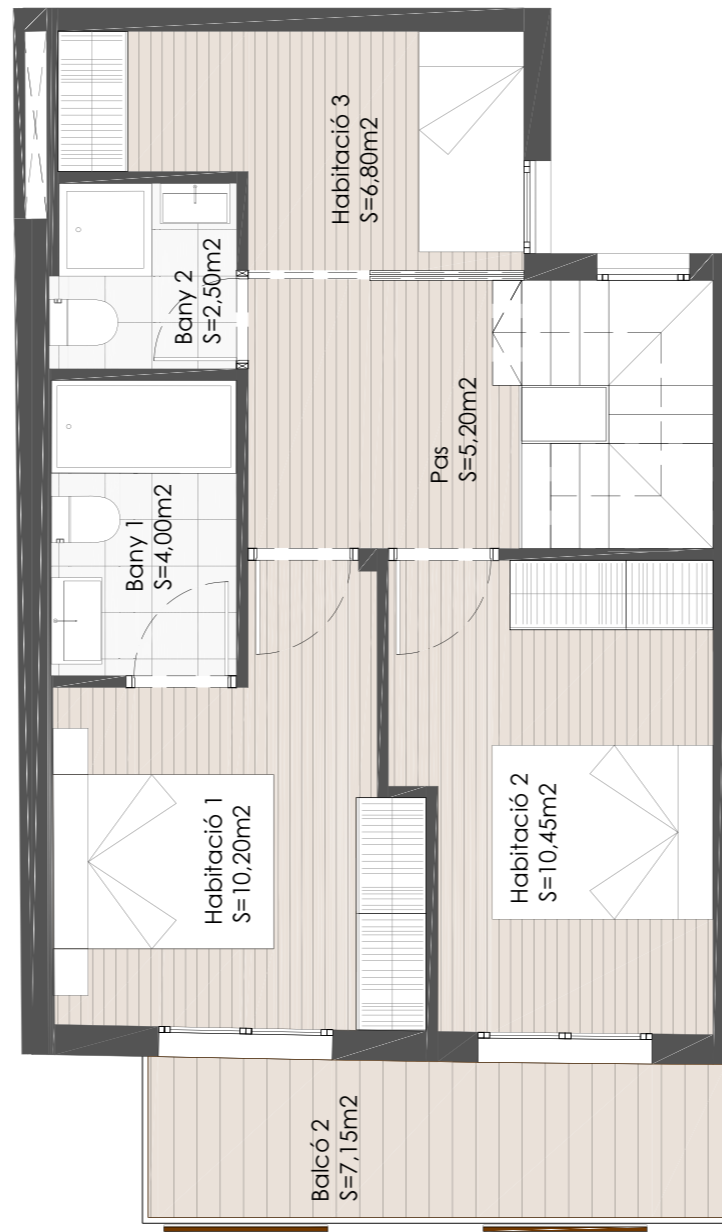 Habitació 3
S=6,80m2
Bany 2
S=2,50m2
Pas
S=5,20m2
Bany 1
S=4,00m2
Habitació 1
S=10,20m2
Habitació 2
S=10,45m2
Balcó 2
S=7,15m2